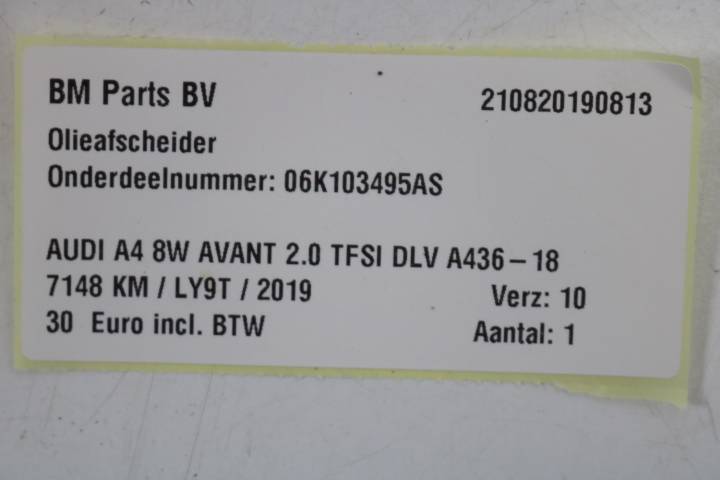 BM Parts BV 210820190813
Olieafscheider
Onderdeelnummer: 06K103495AS
AUDI A4 8W AVANT 2.0 TFSI DLV A436-18
7148 KM / LY9T / 2019 Verz: 10
30 Euro incl. BTW Aantal: 1